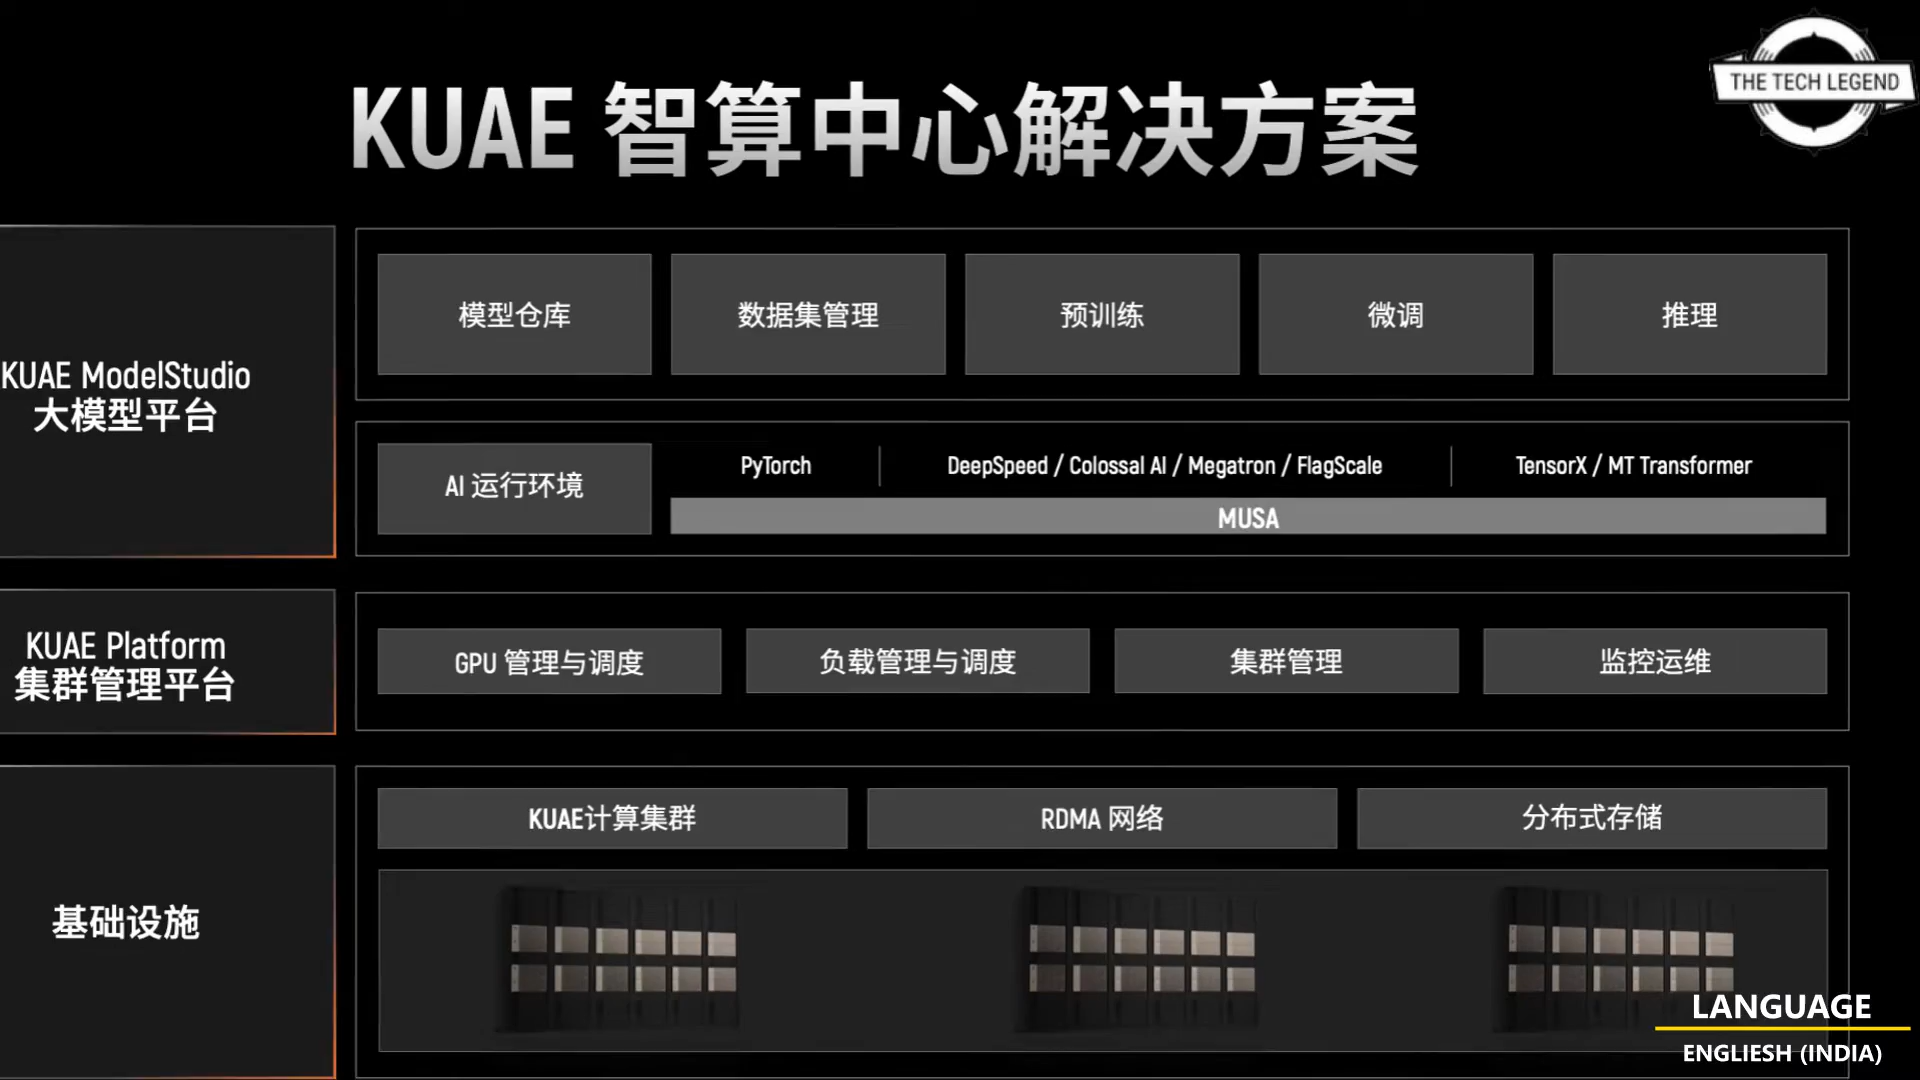 THE TECH LEGEND
KUAE 智算中心解决方案
KUAE ModelStudio
大模型平台
模型仓库
数据集管理
预训练
微调
推理
AI 运行环境
PyTorch
DeepSpeed / Colossal AI / Megatron / FlagScale
TensorX / MT Transformer
MUSA
KUAE Platform
集群管理平台
GPU 管理与调度
负载管理与调度
集群管理
监控运维
基础设施
KUAE计算集群
RDMA 网络
分布式存储
LANGUAGE
ENGLIESH (INDIA)